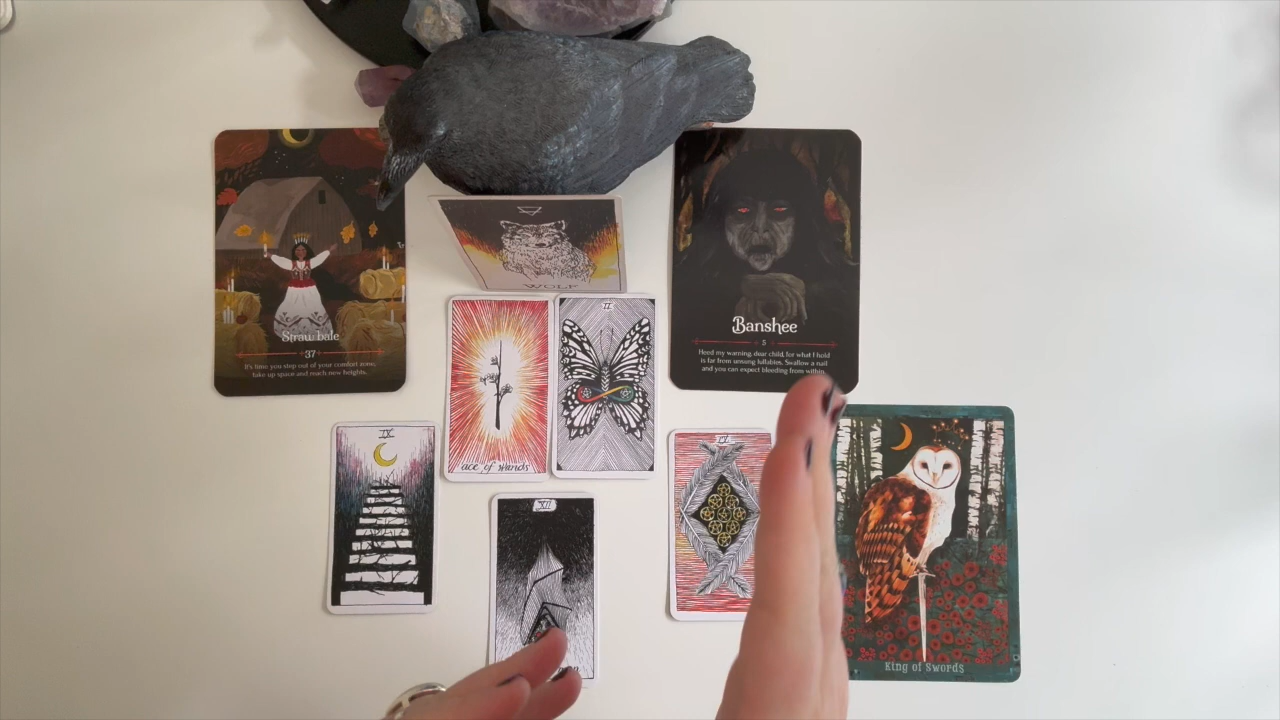 Straw bale
37
It's time you step out of your comfort zone,
take up space and reach new heights.
WOLF
Banshee
5
Heed my warning, dear child, for what I hold
is far from serving lullabies. Swallow a nail
and you can expect bleeding from within.
ace of wands
II
IX
XII
King of Swords